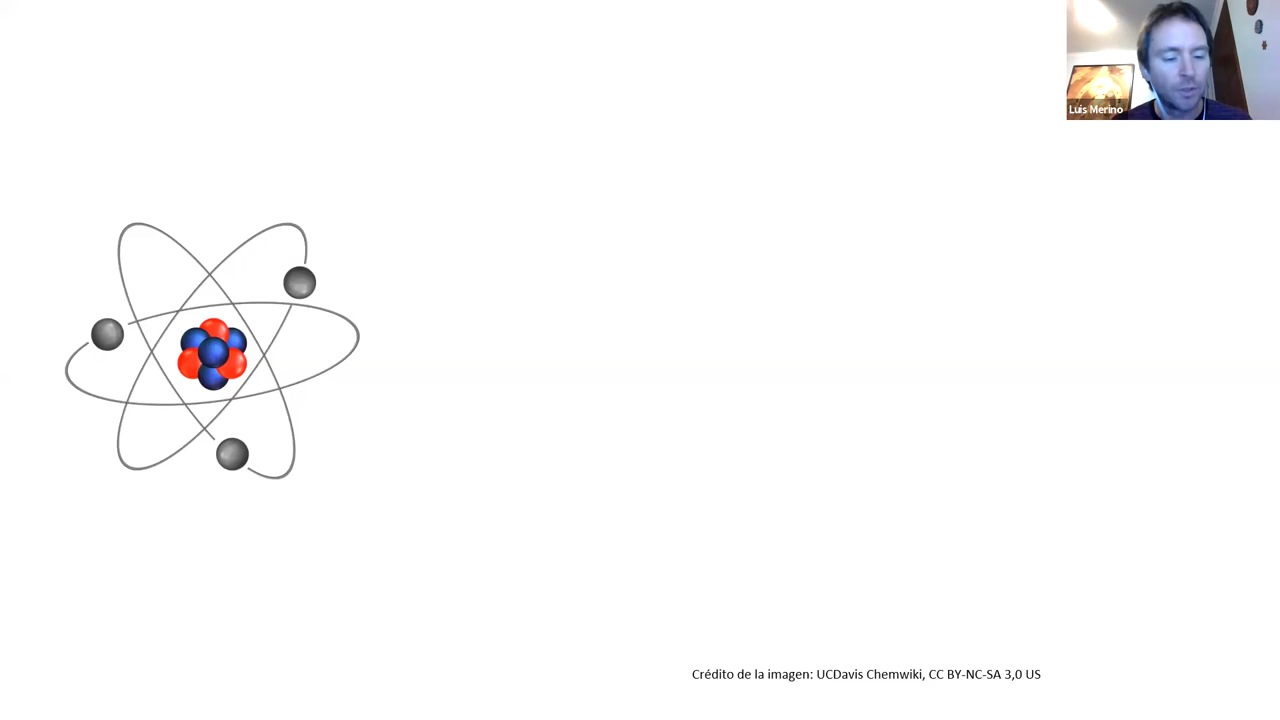 Luis Merino
Crédito de la imagen: UCDavis Chemwiki, CC BY-NC-SA 3,0 US